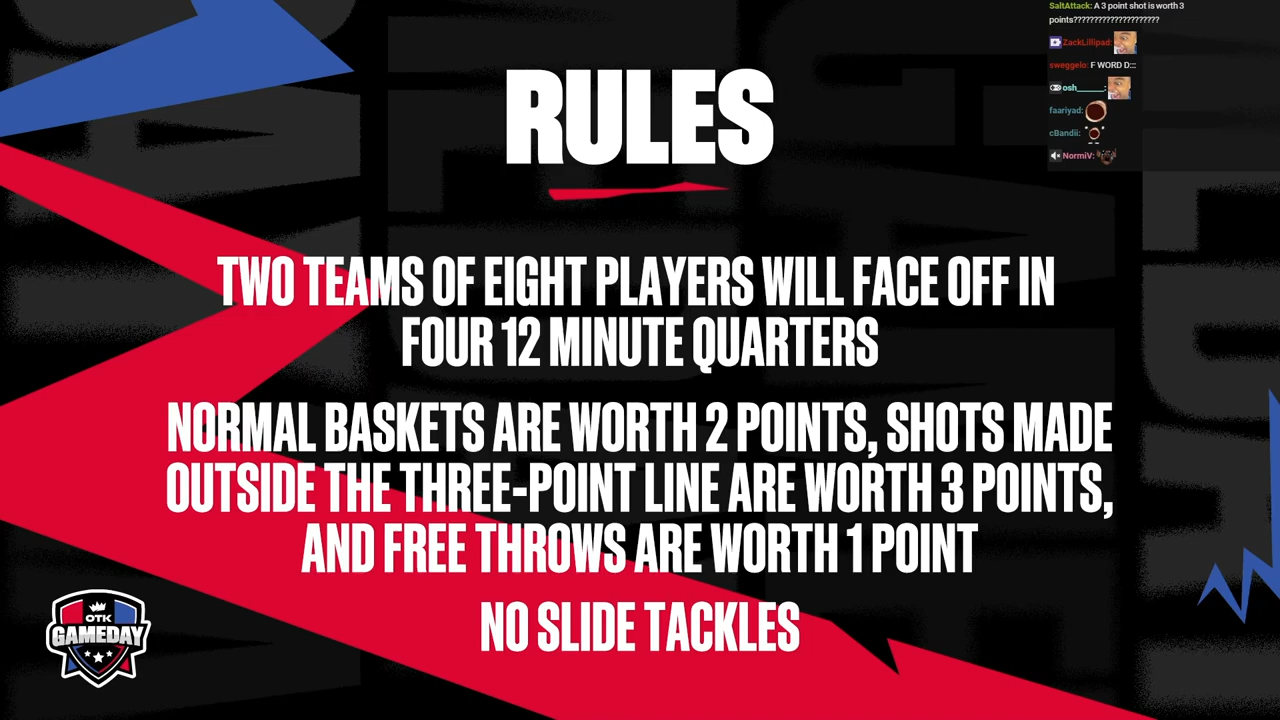 SaltAttack: A 3 point shot is worth 3
points?????????????????????
ZackLillipad:
sweggelo: F WORD D:::
osh_____:
faariyad:
cBandii:
NormiV:
RULES
TWO TEAMS OF EIGHT PLAYERS WILL FACE OFF IN
FOUR 12 MINUTE QUARTERS
NORMAL BASKETS ARE WORTH 2 POINTS, SHOTS MADE
OUTSIDE THE THREE-POINT LINE ARE WORTH 3 POINTS,
AND FREE THROWS ARE WORTH 1 POINT
NO SLIDE TACKLES
OTK
GAMEDAY